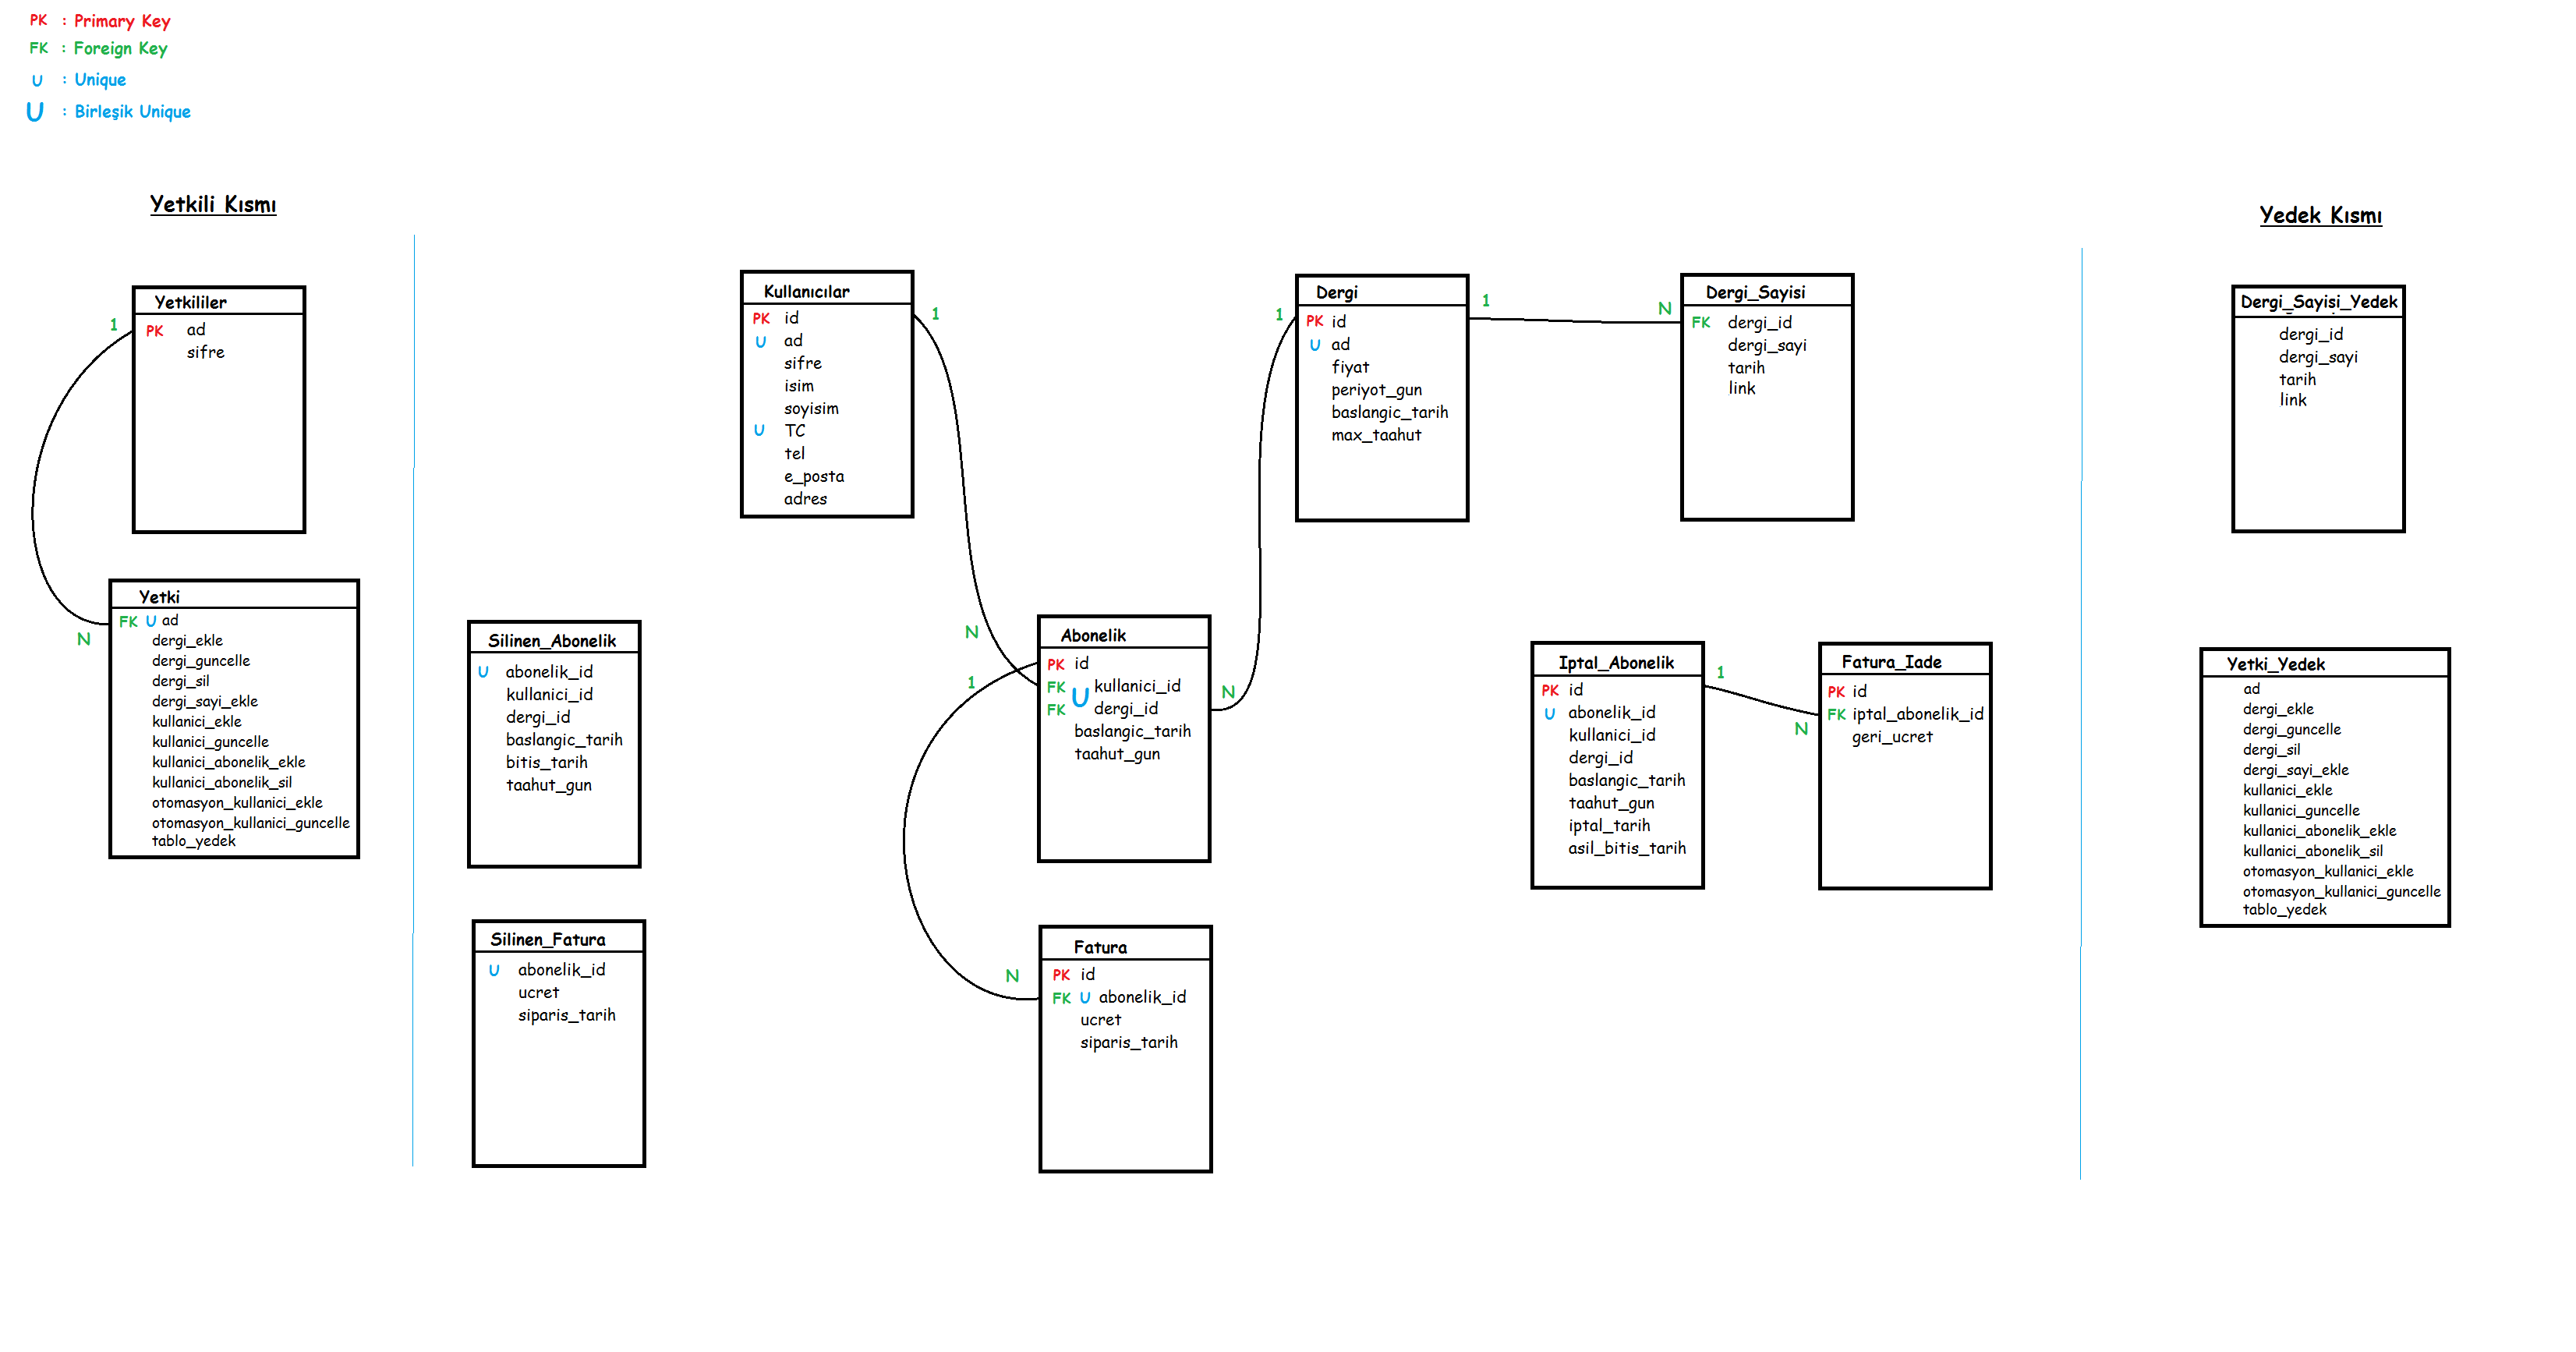 PK : Primary Key
FK : Foreign Key
U : Unique
U : Birleşik Unique
Yetkili Kısmı
Yetkililer
1
PK ad
sifre
Yetki
N
FK U ad
dergi_ekle
dergi_guncelle
dergi_sil
dergi_sayi_ekle
kullanici_ekle
kullanici_guncelle
kullanici_abonelik_ekle
kullanici_abonelik_sil
otomasyon_kullanici_ekle
otomasyon_kullanici_guncelle
tablo_yedek
Silinen_Abonelik
U abonelik_id
kullanici_id
dergi_id
baslangic_tarih
bitis_tarih
taahut_gun
Silinen_Fatura
U abonelik_id
ucret
siparis_tarih
Kullanıcılar
1
PK id
U ad
sifre
isim
soyisim
U TC
tel
e_posta
adres
Abonelik
N
1
PK id
FK U kullanici_id
FK dergi_id
N
baslangic_tarih
taahut_gun
Fatura
N
PK id
FK U abonelik_id
ucret
siparis_tarih
Dergi
1
1
PK id
U ad
fiyat
periyot_gun
baslangic_tarih
max_taahut
Dergi_Sayisi
N
FK dergi_id
dergi_sayi
tarih
link
Iptal_Abonelik
1
PK id
U abonelik_id
kullanici_id
dergi_id
baslangic_tarih
taahut_gun
iptal_tarih
asil_bitis_tarih
Fatura_Iade
N
PK id
FK iptal_abonelik_id
geri_ucret
Yedek Kısmı
Dergi_Sayisi_Yedek
dergi_id
dergi_sayi
tarih
link
Yetki_Yedek
ad
dergi_ekle
dergi_guncelle
dergi_sil
dergi_sayi_ekle
kullanici_ekle
kullanici_guncelle
kullanici_abonelik_ekle
kullanici_abonelik_sil
otomasyon_kullanici_ekle
otomasyon_kullanici_guncelle
tablo_yedek